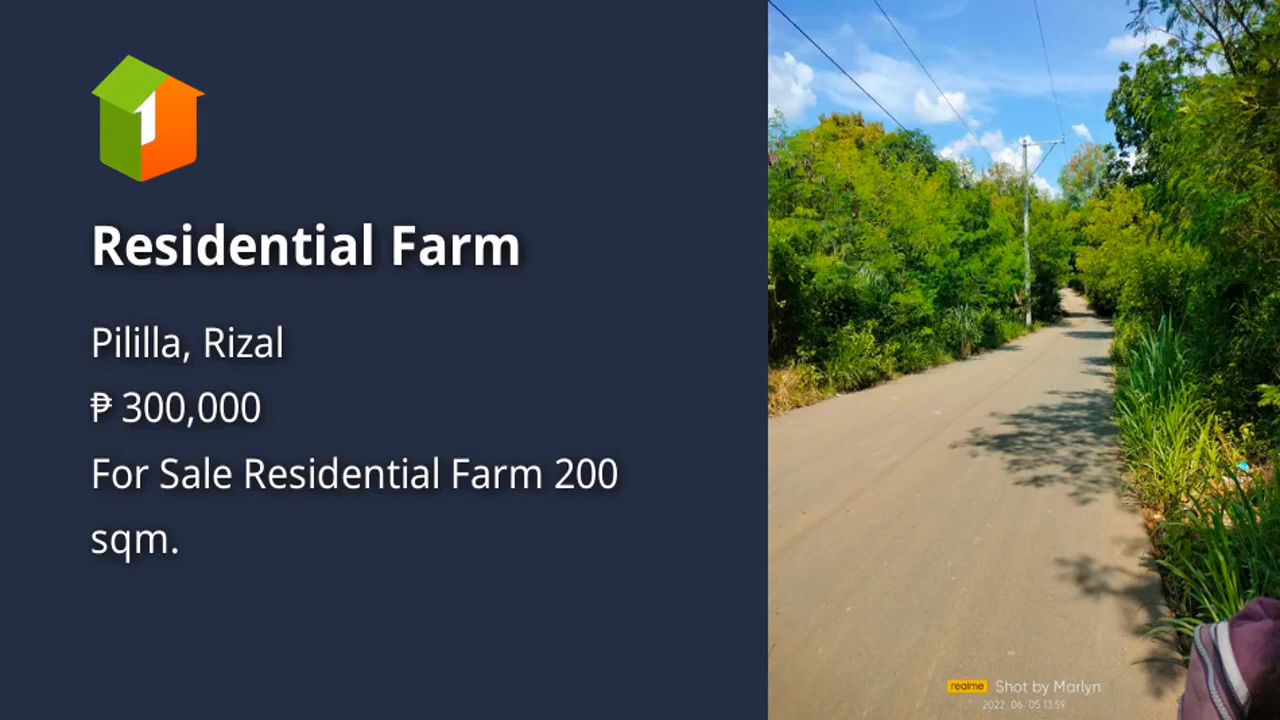 Residential Farm
Pililla, Rizal
₱ 300,000
For Sale Residential Farm 200
sqm.
realme Shot by Marlyn
2022. 06. 05 13:59